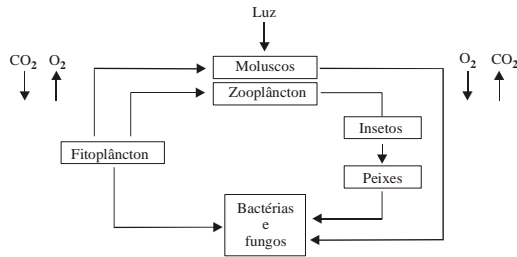 Luz
CO2 O2
O2 CO2
Moluscos
Zooplâncton
Insetos
Fitoplâncton
Peixes
Bactérias
e
fungos